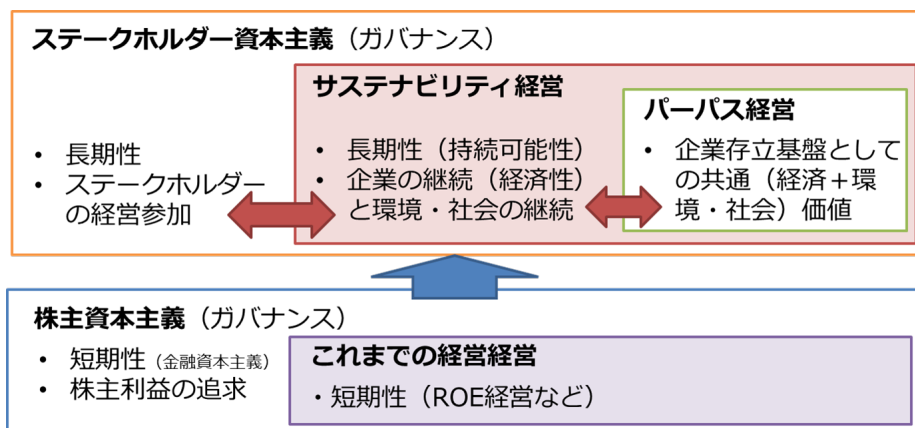 ステークホルダー資本主義（ガバナンス）
サステナビリティ経営
パーパス経営
• 長期性
• ステークホルダー
の経営参加
• 長期性（持続可能性）
• 企業の継続（経済性）
と環境・社会の継続
• 企業存立基盤として
の共通（経済＋環
境・社会）価値
株主資本主義（ガバナンス）
• 短期性（金融資本主義）
• 株主利益の追求
これまでの経営経営
・短期性（ROE経営など）